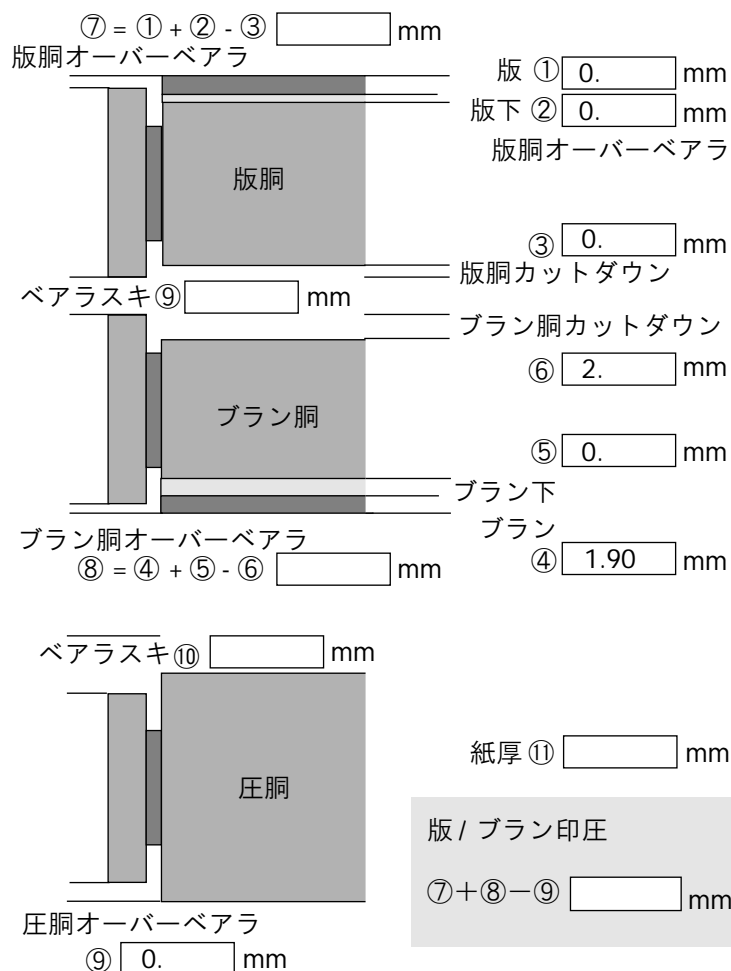 ⑦ = ① + ② - ③ mm
版胴オーバーベアラ
版 ① 0. mm
版下 ② 0. mm
版胴オーバーベアラ
版胴
③ 0. mm
版胴カットダウン
ベアラスキ⑨ mm
ブラン胴カットダウン
⑥ 2. mm
ブラン胴
⑤ 0. mm
ブラン下
ブラン
④ 1.90 mm
ブラン胴オーバーベアラ
⑧ = ④ + ⑤ - ⑥ mm
ベアラスキ⑩ mm
紙厚 ⑪ mm
圧胴
版 / ブラン印圧
⑦+⑧−⑨ mm
圧胴オーバーベアラ
⑨ 0. mm